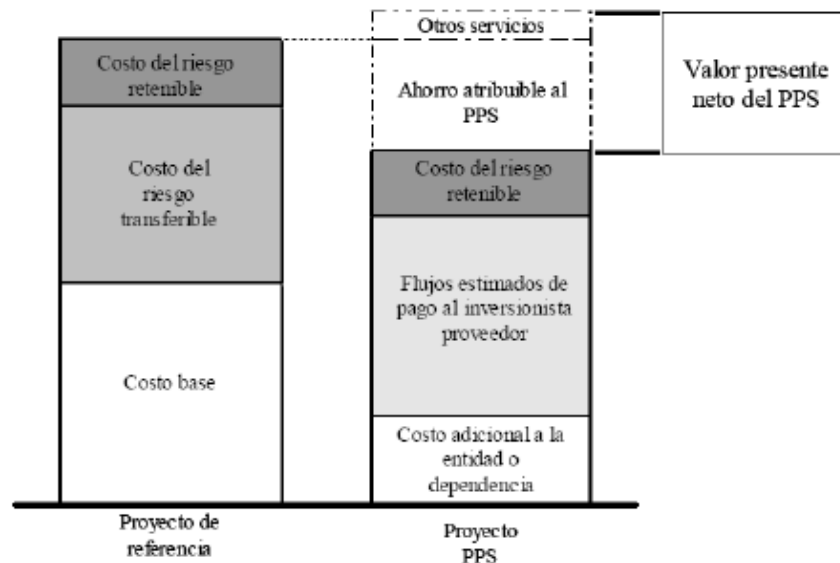 Costo del riesgo
retenible
Costo del
riesgo
transferible
Costo base
Proyecto de
referencia
Otros servicios
Ahorro atribuible al
PPS
Costo del riesgo
retenible
Flujos estimados de
pago al inversionista
proveedor
Costo adicional a la
entidad o
dependencia
Proyecto
PPS
Valor presente
neto del PPS